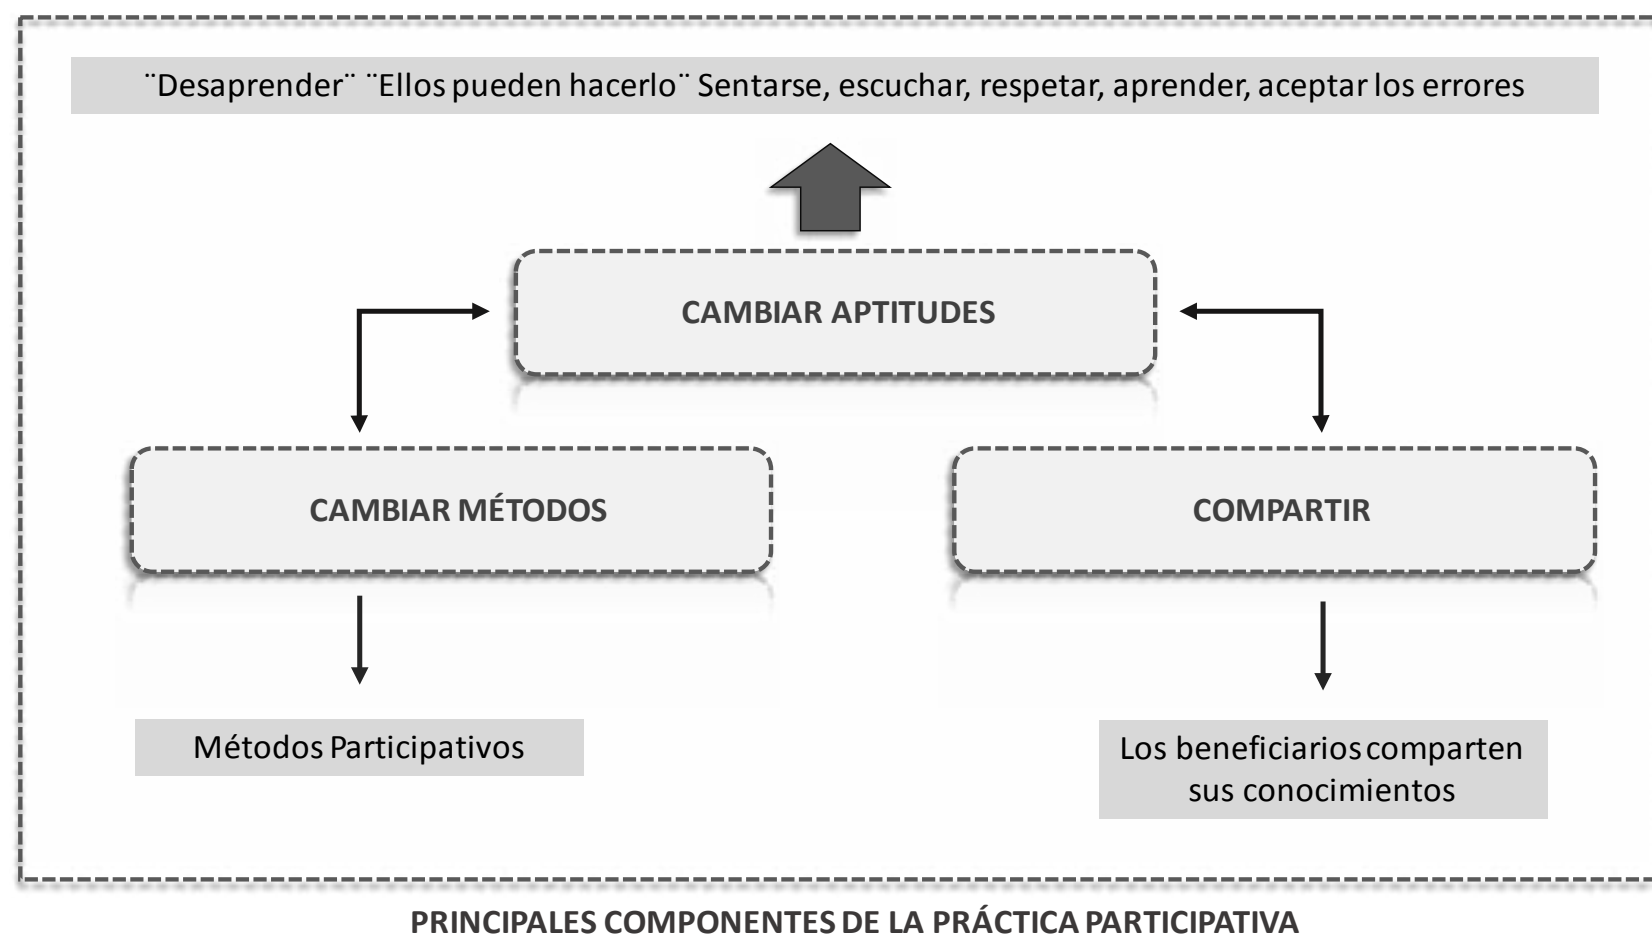 ¨Desaprender¨ ¨Ellos pueden hacerlo¨ Sentarse, escuchar, respetar, aprender, aceptar los errores
CAMBIAR APTITUDES
CAMBIAR MÉTODOS
COMPARTIR
Métodos Participativos
Los beneficiarios comparten
sus conocimientos
PRINCIPALES COMPONENTES DE LA PRÁCTICA PARTICIPATIVA